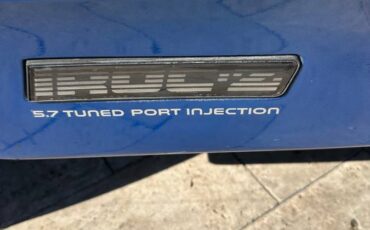 IROC-Z
5.7 TUNED PORT INJECTION